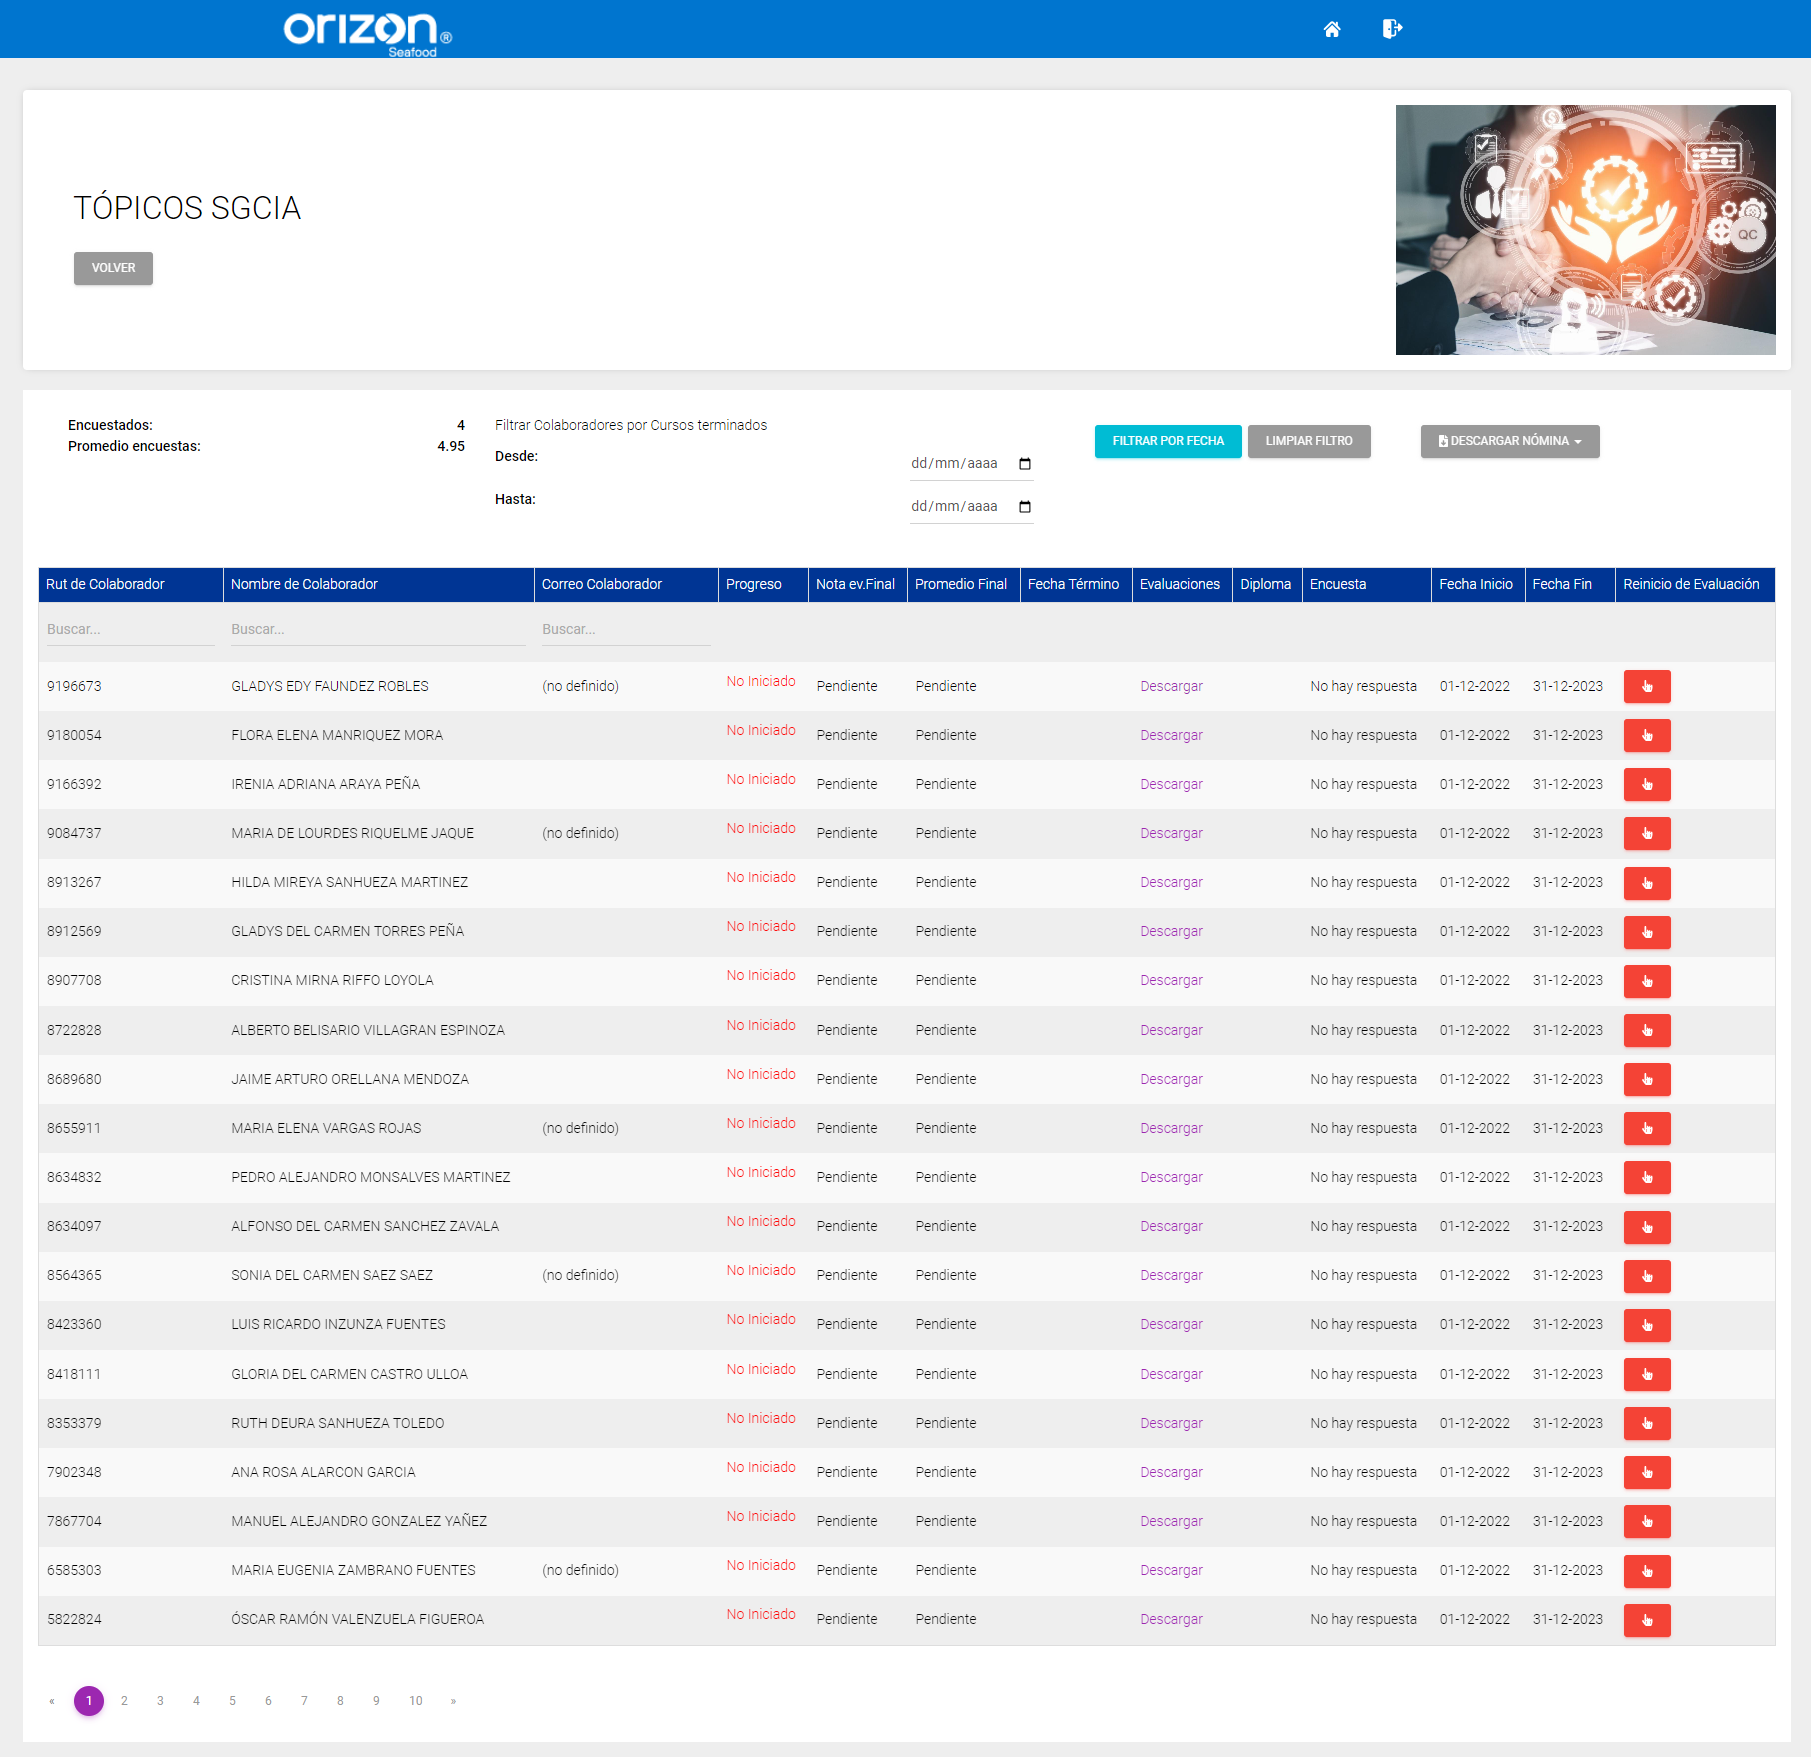 orizon®
Seafood
TÓPICOS SGCIA
VOLVER
QC
Encuestados: 4
Promedio encuestas: 4.95
Filtrar Colaboradores por Cursos terminados
Desde: dd/mm/aaaa
Hasta: dd/mm/aaaa
FILTRAR POR FECHA LIMPIAR FILTRO DESCARGAR NÓMINA
Rut de Colaborador Nombre de Colaborador Correo Colaborador Progreso Nota ev.Final Promedio Final Fecha Término Evaluaciones Diploma Encuesta Fecha Inicio Fecha Fin Reinicio de Evaluación
Buscar... Buscar... Buscar...
9196673 GLADYS EDY FAUNDEZ ROBLES (no definido) No Iniciado Pendiente Pendiente Descargar No hay respuesta 01-12-2022 31-12-2023
9180054 FLORA ELENA MANRIQUEZ MORA No Iniciado Pendiente Pendiente Descargar No hay respuesta 01-12-2022 31-12-2023
9166392 IRENIA ADRIANA ARAYA PEÑA No Iniciado Pendiente Pendiente Descargar No hay respuesta 01-12-2022 31-12-2023
9084737 MARIA DE LOURDES RIQUELME JAQUE (no definido) No Iniciado Pendiente Pendiente Descargar No hay respuesta 01-12-2022 31-12-2023
8913267 HILDA MIREYA SANHUEZA MARTINEZ No Iniciado Pendiente Pendiente Descargar No hay respuesta 01-12-2022 31-12-2023
8912569 GLADYS DEL CARMEN TORRES PEÑA No Iniciado Pendiente Pendiente Descargar No hay respuesta 01-12-2022 31-12-2023
8907708 CRISTINA MIRNA RIFFO LOYOLA No Iniciado Pendiente Pendiente Descargar No hay respuesta 01-12-2022 31-12-2023
8722828 ALBERTO BELISARIO VILLAGRAN ESPINOZA No Iniciado Pendiente Pendiente Descargar No hay respuesta 01-12-2022 31-12-2023
8689680 JAIME ARTURO ORELLANA MENDOZA No Iniciado Pendiente Pendiente Descargar No hay respuesta 01-12-2022 31-12-2023
8655911 MARIA ELENA VARGAS ROJAS (no definido) No Iniciado Pendiente Pendiente Descargar No hay respuesta 01-12-2022 31-12-2023
8634832 PEDRO ALEJANDRO MONSALVES MARTINEZ No Iniciado Pendiente Pendiente Descargar No hay respuesta 01-12-2022 31-12-2023
8634097 ALFONSO DEL CARMEN SANCHEZ ZAVALA No Iniciado Pendiente Pendiente Descargar No hay respuesta 01-12-2022 31-12-2023
8564365 SONIA DEL CARMEN SAEZ SAEZ (no definido) No Iniciado Pendiente Pendiente Descargar No hay respuesta 01-12-2022 31-12-2023
8423360 LUIS RICARDO INZUNZA FUENTES No Iniciado Pendiente Pendiente Descargar No hay respuesta 01-12-2022 31-12-2023
8418111 GLORIA DEL CARMEN CASTRO ULLOA No Iniciado Pendiente Pendiente Descargar No hay respuesta 01-12-2022 31-12-2023
8353379 RUTH DEURA SANHUEZA TOLEDO No Iniciado Pendiente Pendiente Descargar No hay respuesta 01-12-2022 31-12-2023
7902348 ANA ROSA ALARCON GARCIA No Iniciado Pendiente Pendiente Descargar No hay respuesta 01-12-2022 31-12-2023
7867704 MANUEL ALEJANDRO GONZALEZ YAÑEZ No Iniciado Pendiente Pendiente Descargar No hay respuesta 01-12-2022 31-12-2023
6585303 MARIA EUGENIA ZAMBRANO FUENTES (no definido) No Iniciado Pendiente Pendiente Descargar No hay respuesta 01-12-2022 31-12-2023
5822824 ÓSCAR RAMÓN VALENZUELA FIGUEROA No Iniciado Pendiente Pendiente Descargar No hay respuesta 01-12-2022 31-12-2023
« 1 2 3 4 5 6 7 8 9 10 »